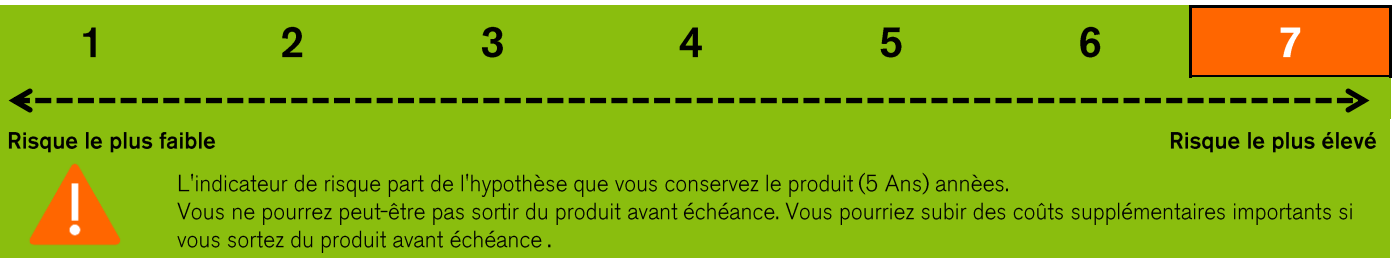 1 2 3 4 5 6 7
Risque le plus faible Risque le plus élevé
L'indicateur de risque part de l'hypothèse que vous conservez le produit (5 Ans) annèes.
Vous ne pourrez peut-être pas sortir du produit avant échéance. Vous pourriez subir des coûts supplémentaires importants si
vous sortez du produit avant échéance .